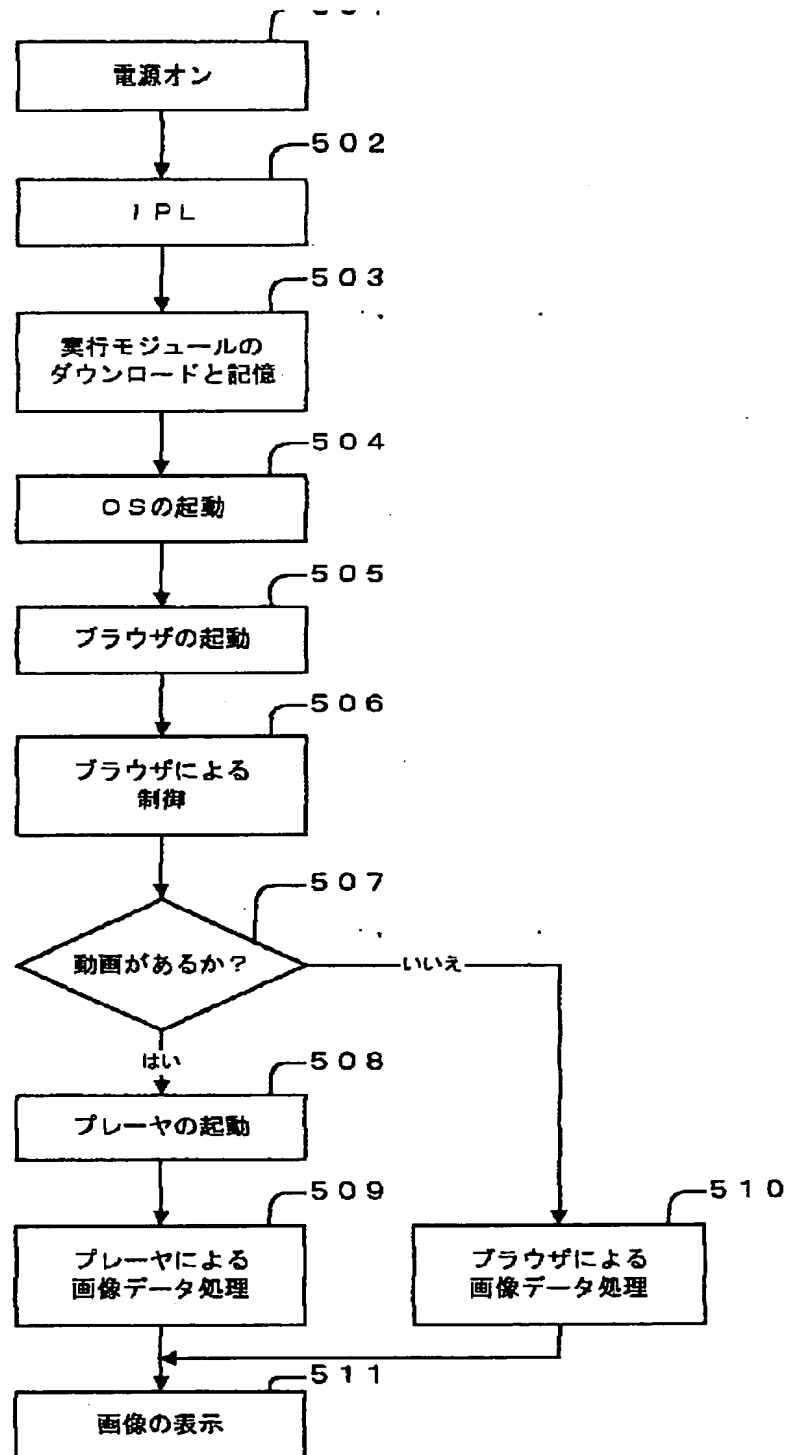 電源オン
502
IPL
503
実行モジュールの
ダウンロードと記憶
504
OSの起動
505
ブラウザの起動
506
ブラウザによる
制御
507
動画があるか?
いいえ
はい
508
プレーヤの起動
509
プレーヤによる
画像データ処理
510
ブラウザによる
画像データ処理
511
画像の表示